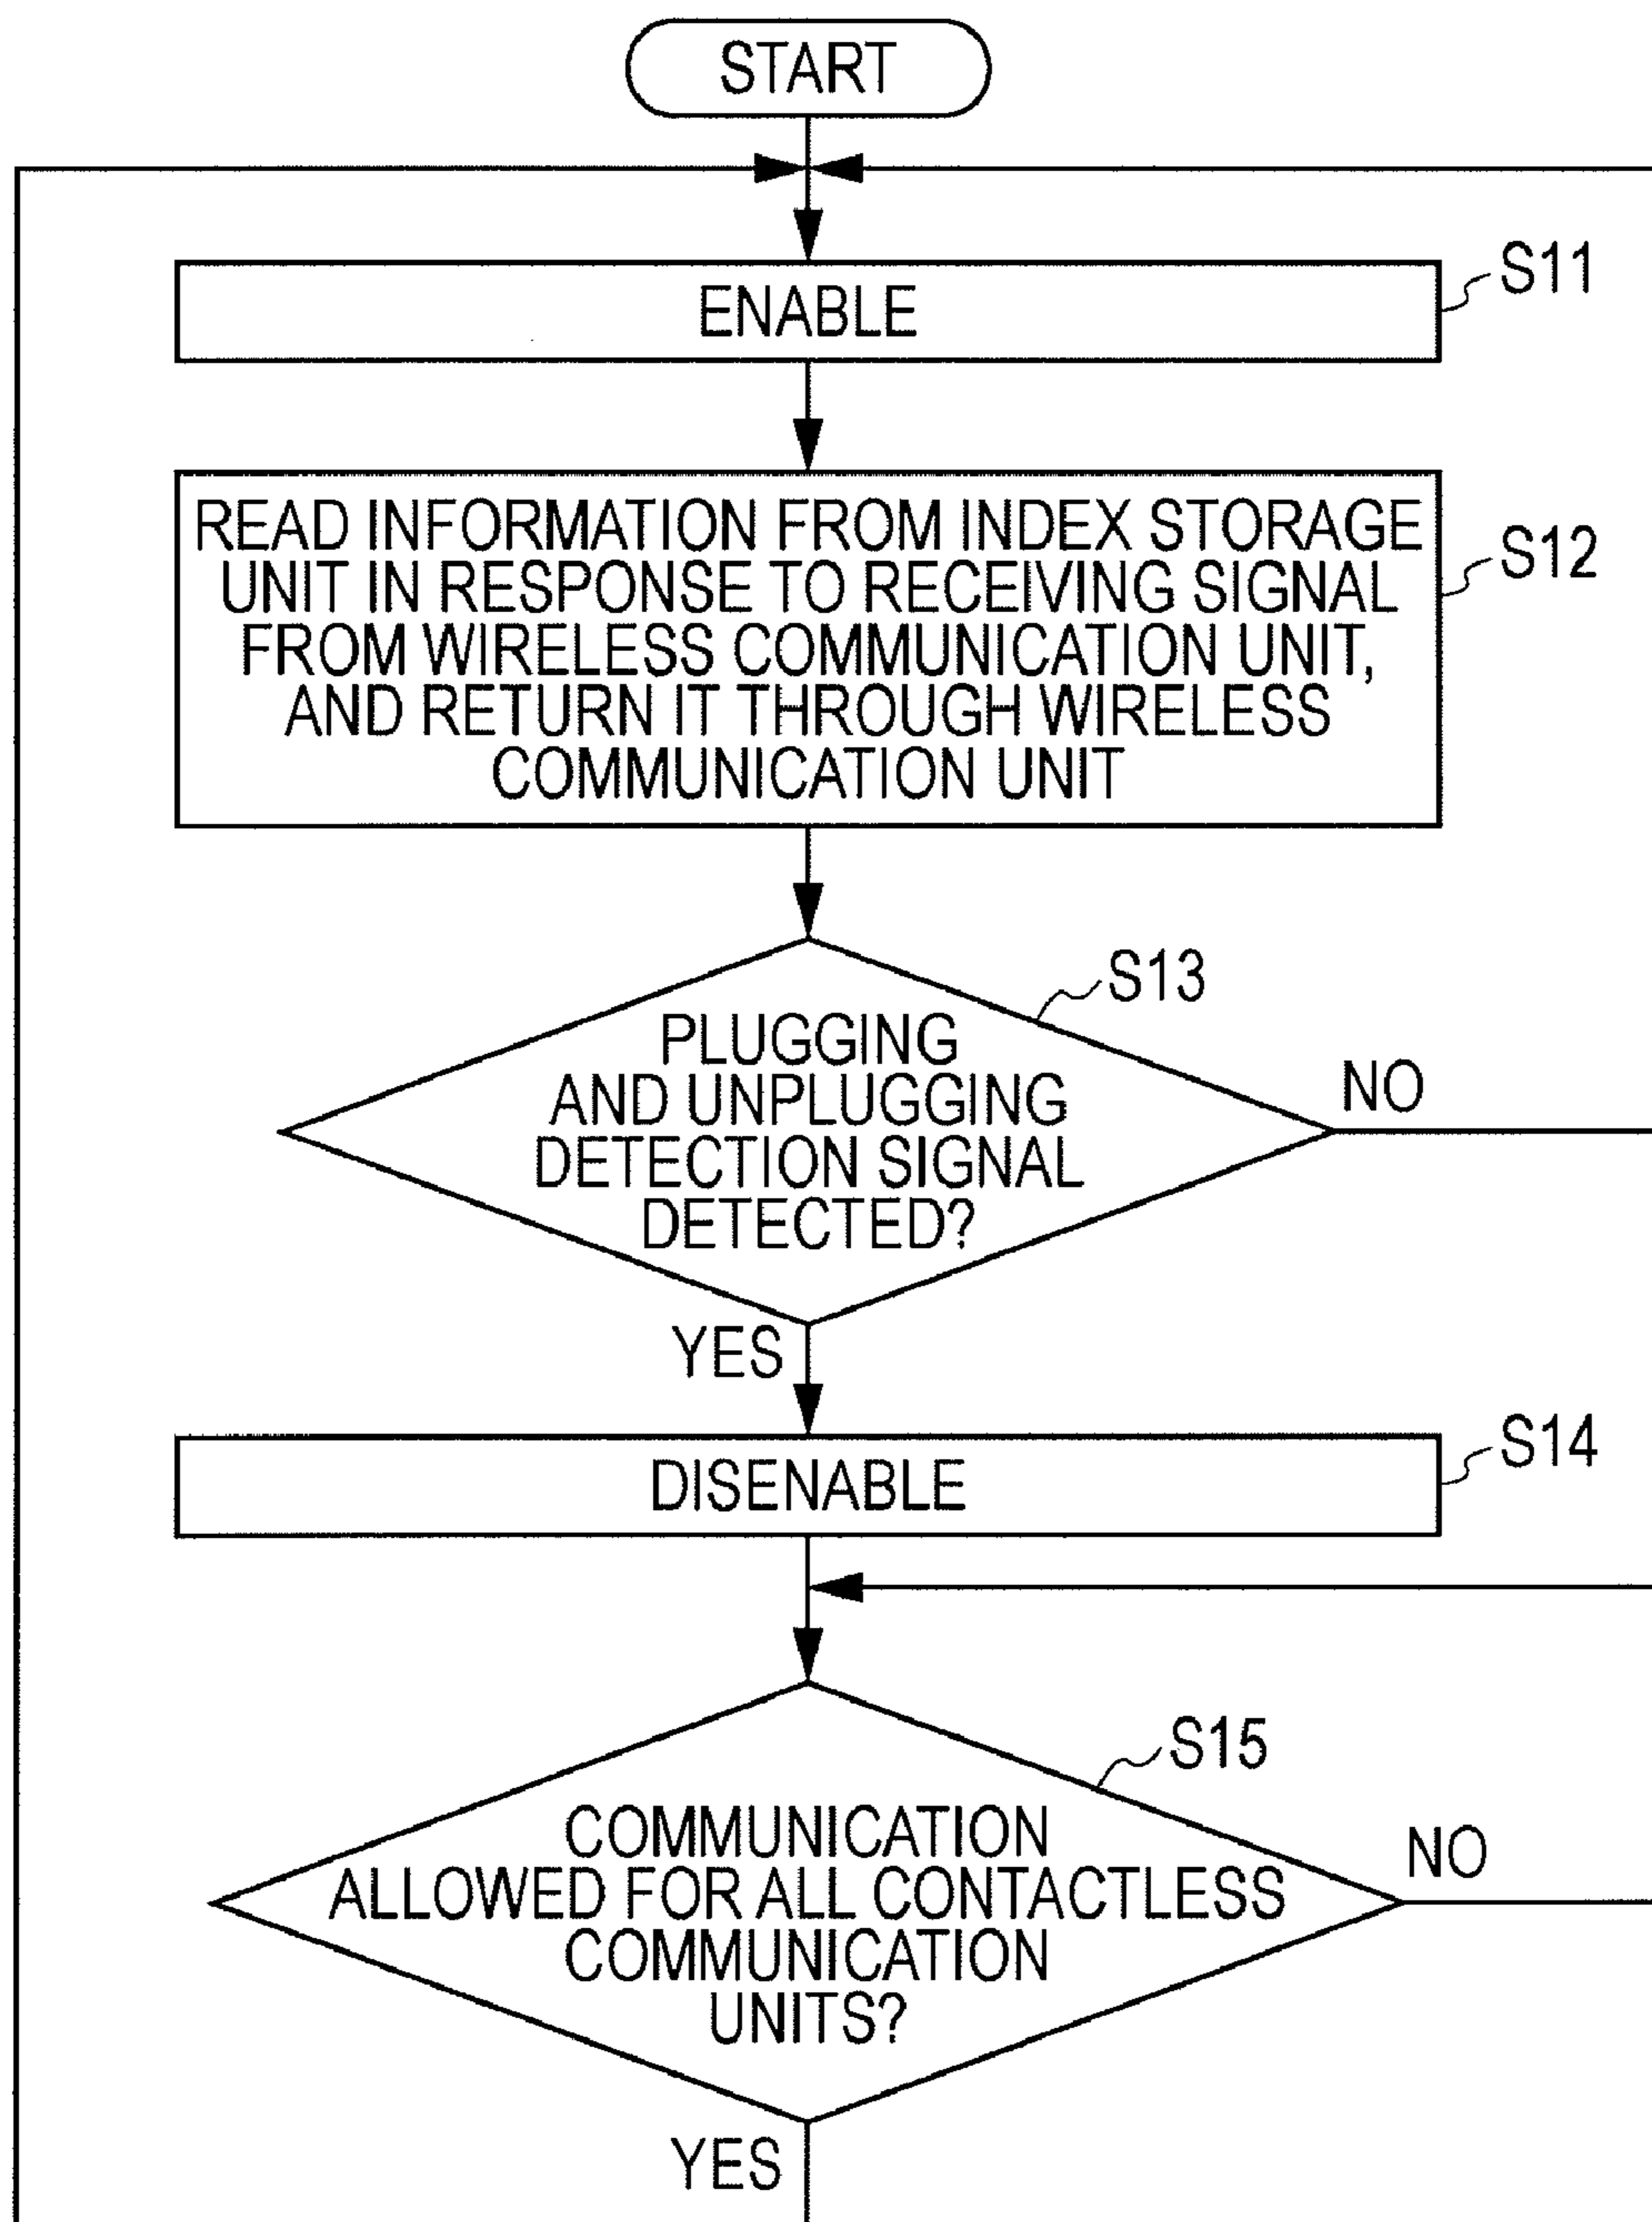 START
ENABLE
S11
READ INFORMATION FROM INDEX STORAGE
UNIT IN RESPONSE TO RECEIVING SIGNAL
FROM WIRELESS COMMUNICATION UNIT,
AND RETURN IT THROUGH WIRELESS
COMMUNICATION UNIT
S12
S13
PLUGGING
AND UNPLUGGING
DETECTION SIGNAL
DETECTED?
NO
YES
DISENABLE
S14
S15
COMMUNICATION
ALLOWED FOR ALL CONTACTLESS
COMMUNICATION
UNITS?
NO
YES